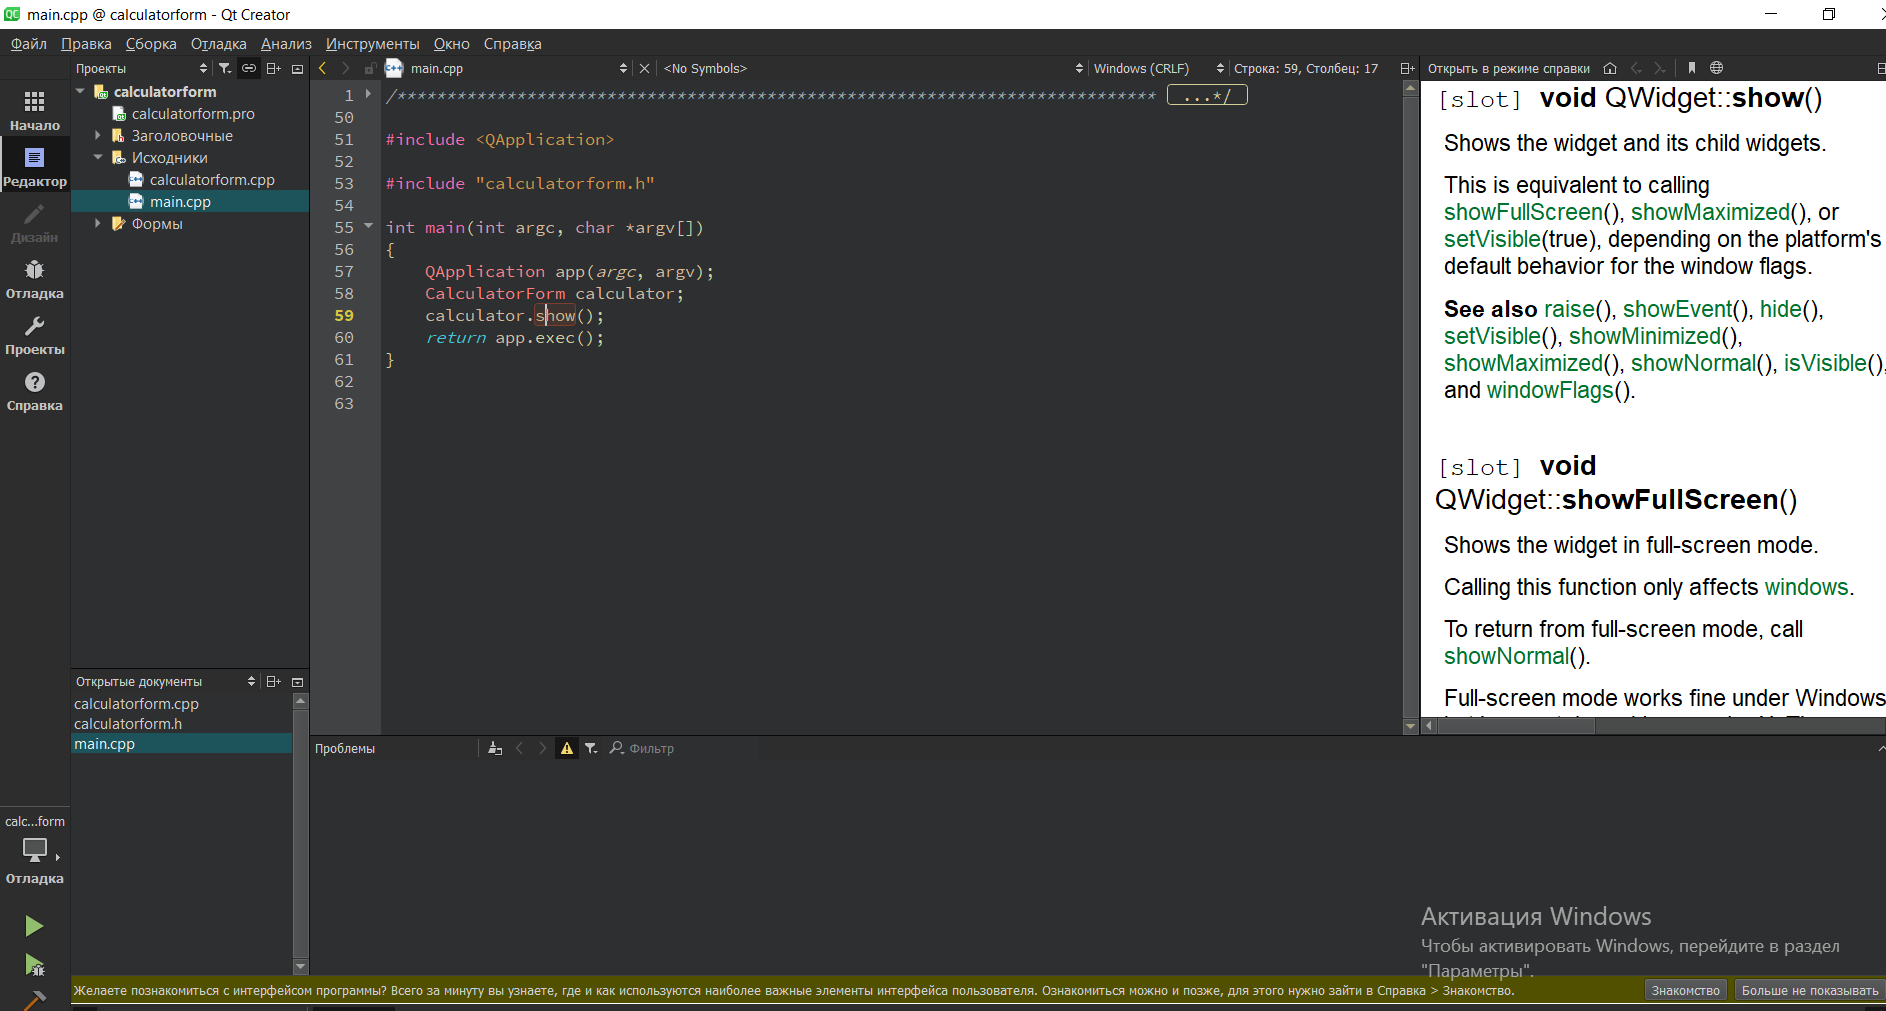 main.cpp @ calculatorform - Qt Creator
Файл Правка Сборка Отладка Анализ Инструменты Окно Справка
Проекты
main.cpp
<No Symbols>
Windows (CRLF)
Строка: 59, Столбец: 17
Открыть в режиме справки
Начало
Редактор
Дизайн
Отладка
Проекты
Справка
calculatorform
calculatorform.pro
Заголовочные
Исходники
calculatorform.cpp
main.cpp
Формы
1 /**************************************************************************** ...*/
50
51 #include <QApplication>
52
53 #include "calculatorform.h"
54
55 int main(int argc, char *argv[])
56 {
57 QApplication app(argc, argv);
58 CalculatorForm calculator;
59 calculator.show();
60 return app.exec();
61 }
62
63
[slot] void QWidget::show()
Shows the widget and its child widgets.
This is equivalent to calling
showFullScreen(), showMaximized(), or
setVisible(true), depending on the platform's
default behavior for the window flags.
See also raise(), showEvent(), hide(),
setVisible(), showMinimized(),
showMaximized(), showNormal(), isVisible(),
and windowFlags().
[slot] void
QWidget::showFullScreen()
Shows the widget in full-screen mode.
Calling this function only affects windows.
To return from full-screen mode, call
showNormal().
Full-screen mode works fine under Windows
Открытые документы
calculatorform.cpp
calculatorform.h
main.cpp
Проблемы
Фильтр
calc...form
Отладка
Активация Windows
Чтобы активировать Windows, перейдите в раздел
"Параметры".
Желаете познакомиться с интерфейсом программы? Всего за минуту вы узнаете, где и как используются наиболее важные элементы интерфейса пользователя. Ознакомиться можно и позже, для этого нужно зайти в Справка > Знакомство.
Знакомство
Больше не показывать